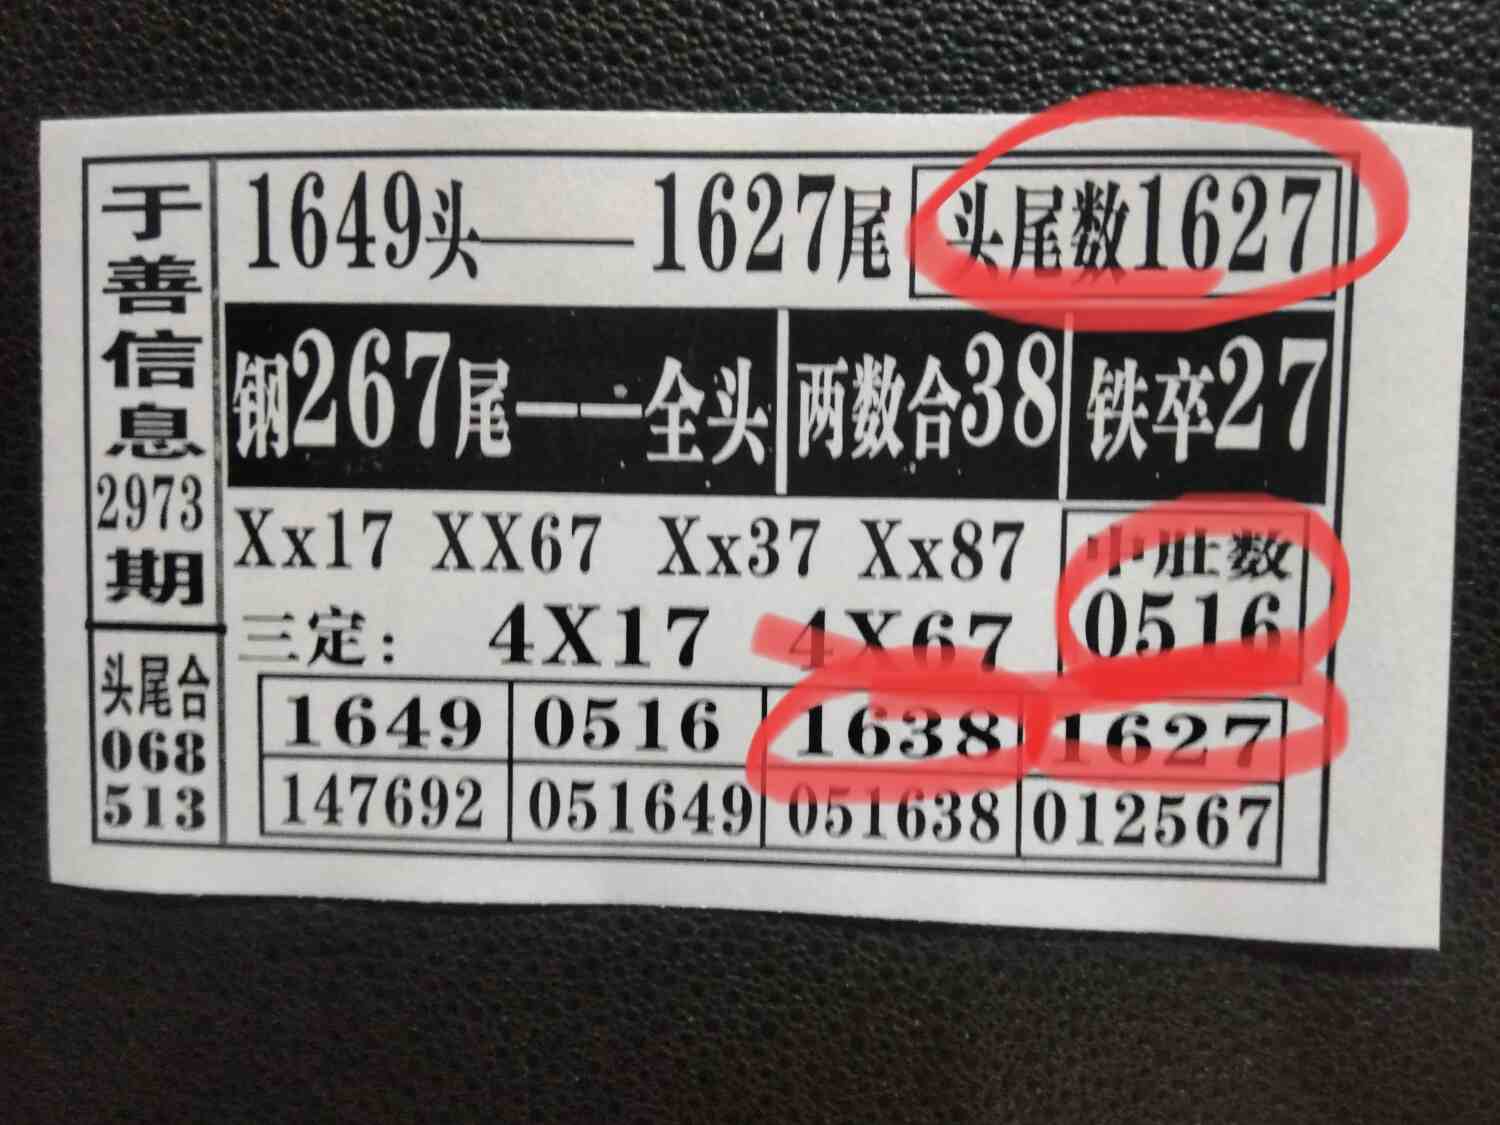 于善信息
2973
期
头尾合
068
513
1649头——1627尾 头尾数1627
钢267尾——全头 两数合38 铁卒27
Xx17 XX67 Xx37 Xx87 中肚数
三定: 4X17 4X67 0516
1649 0516 1638 1627
147692 051649 051638 012567